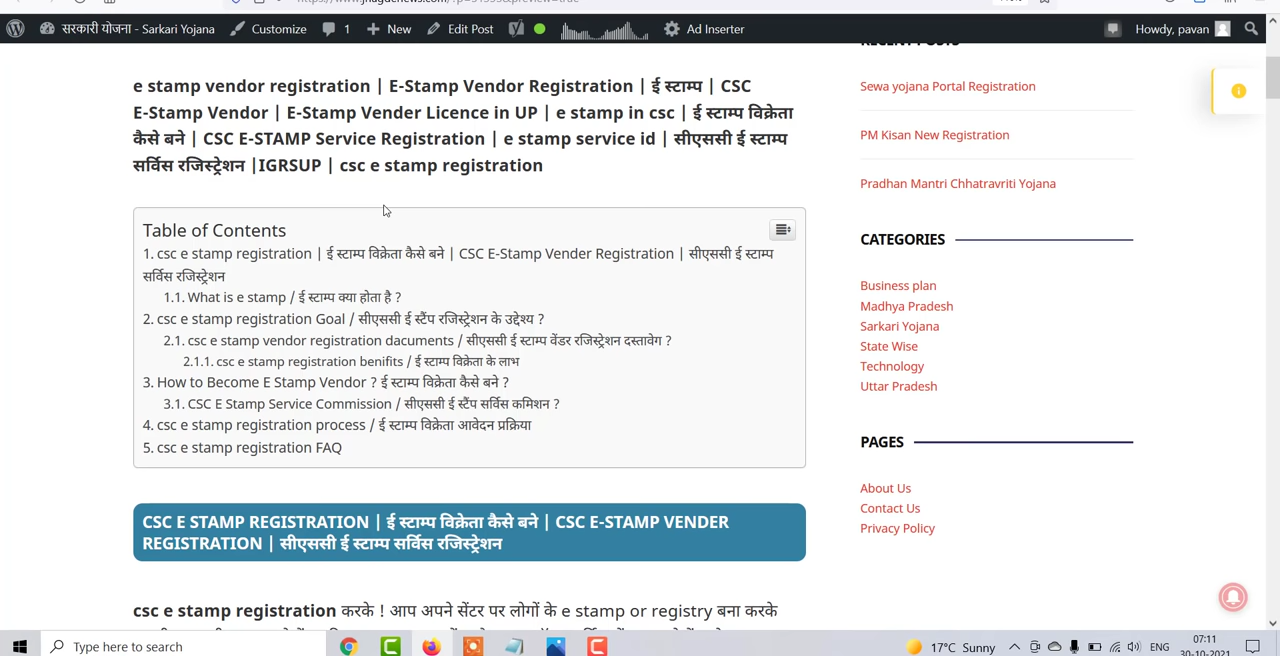 सरकारी योजना - Sarkari Yojana
Customize
1
New
Edit Post
Ad Inserter
Howdy, pavan
e stamp vendor registration | E-Stamp Vendor Registration | ई स्टाम्प | CSC
E-Stamp Vendor | E-Stamp Vender Licence in UP | e stamp in csc | ई स्टाम्प विक्रेता
कैसे बने | CSC E-STAMP Service Registration | e stamp service id | सीएससी ई स्टाम्प
सर्विस रजिस्ट्रेशन |IGRSUP | csc e stamp registration
Table of Contents
1. csc e stamp registration | ई स्टाम्प विक्रेता कैसे बने | CSC E-Stamp Vender Registration | सीएससी ई स्टाम्प
सर्विस रजिस्ट्रेशन
1.1. What is e stamp / ई स्टाम्प क्या होता है ?
2. csc e stamp registration Goal / सीएससी ई स्टैंप रजिस्ट्रेशन के उद्देश्य ?
2.1. csc e stamp vendor registration dacuments / सीएससी ई स्टाम्प वेंडर रजिस्ट्रेशन दस्तावेग ?
2.1.1. csc e stamp registration benifits / ई स्टाम्प विक्रेता के लाभ
3. How to Become E Stamp Vendor ? ई स्टाम्प विक्रेता कैसे बने ?
3.1. CSC E Stamp Service Commission / सीएससी ई स्टैंप सर्विस कमिशन ?
4. csc e stamp registration process / ई स्टाम्प विक्रेता आवेदन प्रक्रिया
5. csc e stamp registration FAQ
CSC E STAMP REGISTRATION | ई स्टाम्प विक्रेता कैसे बने | CSC E-STAMP VENDER
REGISTRATION | सीएससी ई स्टाम्प सर्विस रजिस्ट्रेशन
csc e stamp registration करके ! आप अपने सेंटर पर लोगों के e stamp or registry बना करके
RECENT POSTS
Sewa yojana Portal Registration
PM Kisan New Registration
Pradhan Mantri Chhatravriti Yojana
CATEGORIES
Business plan
Madhya Pradesh
Sarkari Yojana
State Wise
Technology
Uttar Pradesh
PAGES
About Us
Contact Us
Privacy Policy
Type here to search
17°C Sunny
ENG
07:11
30-10-2021